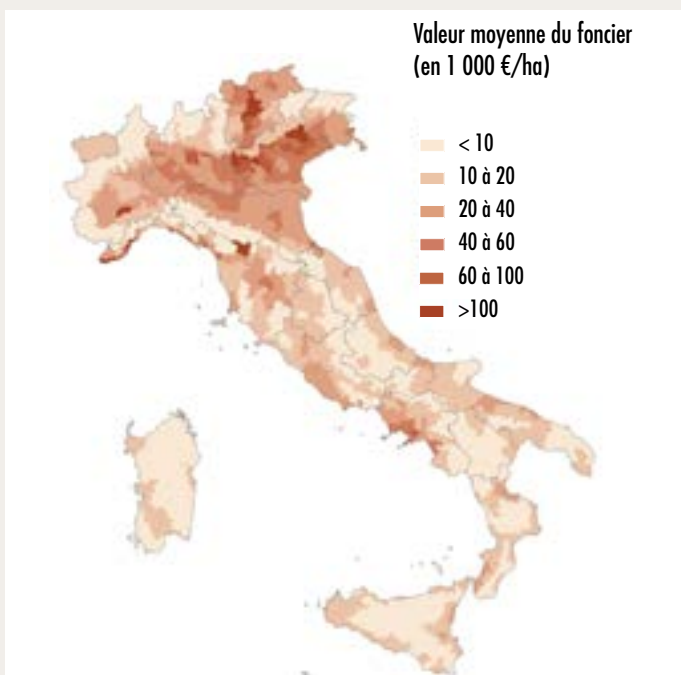 Valeur moyenne du foncier
(en 1 000 €/ha)
< 10
10 à 20
20 à 40
40 à 60
60 à 100
>100